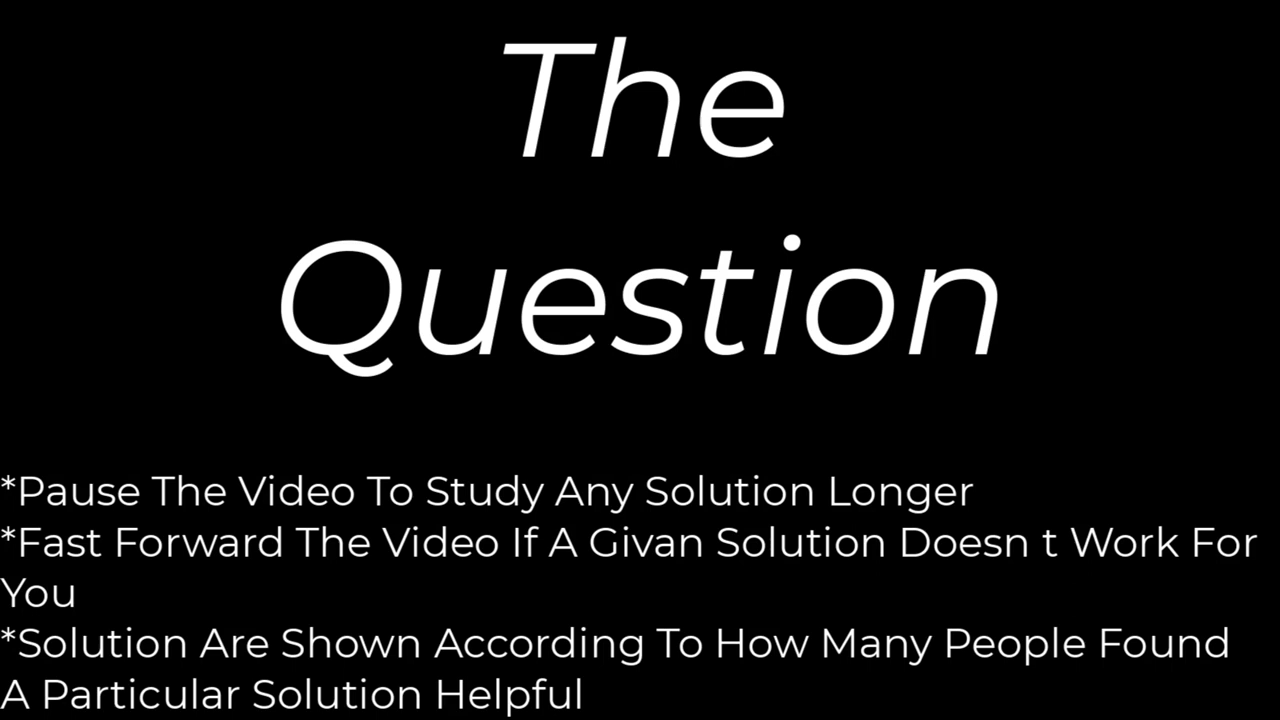 The
Question
*Pause The Video To Study Any Solution Longer
*Fast Forward The Video If A Givan Solution Doesn t Work For
You
*Solution Are Shown According To How Many People Found
A Particular Solution Helpful